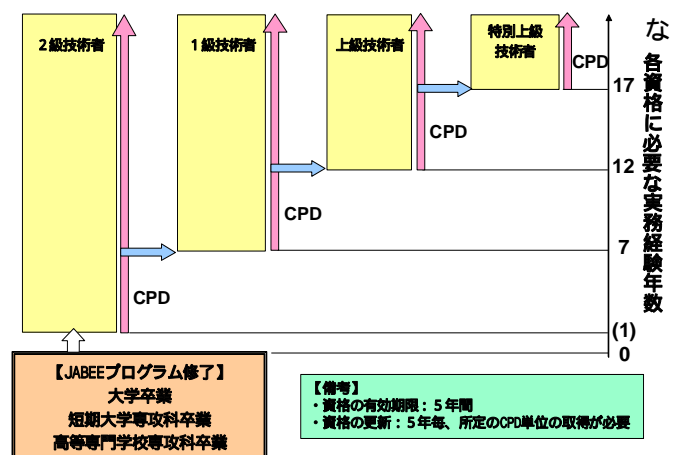 2級技術者
1級技術者
上級技術者
特別上級
技術者
CPD
CPD
CPD
CPD
な
各資格に必要な実務経験年数
17
12
7
(1)
0
【JABEEプログラム修了】
大学卒業
短期大学専攻科卒業
高等専門学校専攻科卒業
【備考】
・資格の有効期限：５年間
・資格の更新：５年毎、所定のCPD単位の取得が必要